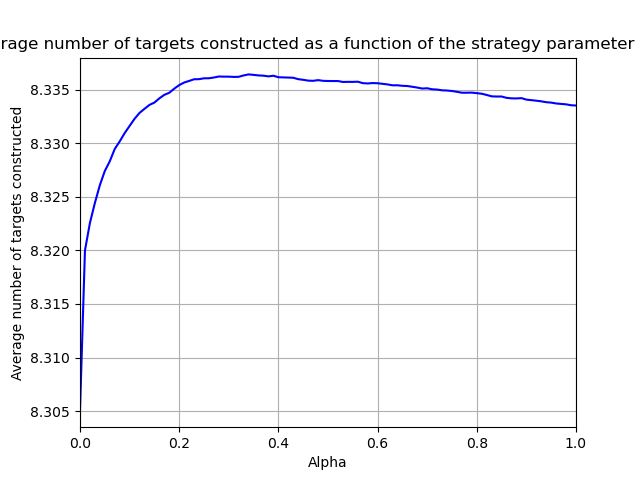 rage number of targets constructed as a function of the strategy parameter
Average number of targets constructed
8.335
8.330
8.325
8.320
8.315
8.310
8.305
0.0 0.2 0.4 0.6 0.8 1.0
Alpha